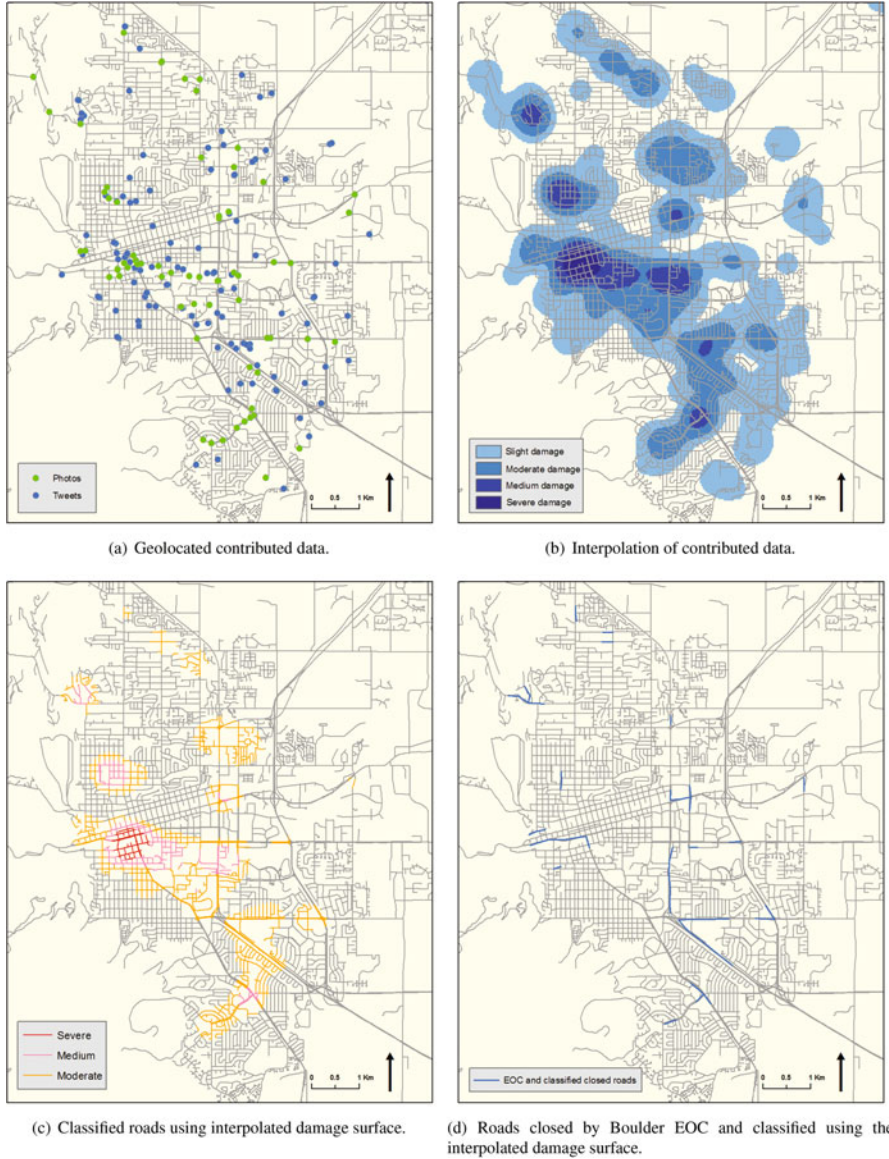 Photos
Tweets
0 0.5 1 Km
(a) Geolocated contributed data.
Slight damage
Moderate damage
Medium damage
Severe damage
0 0.5 1 Km
(b) Interpolation of contributed data.
Severe
Medium
Moderate
0 0.5 1 Km
(c) Classified roads using interpolated damage surface.
EOC and classified closed roads
0 0.5 1 Km
(d) Roads closed by Boulder EOC and classified using the
interpolated damage surface.